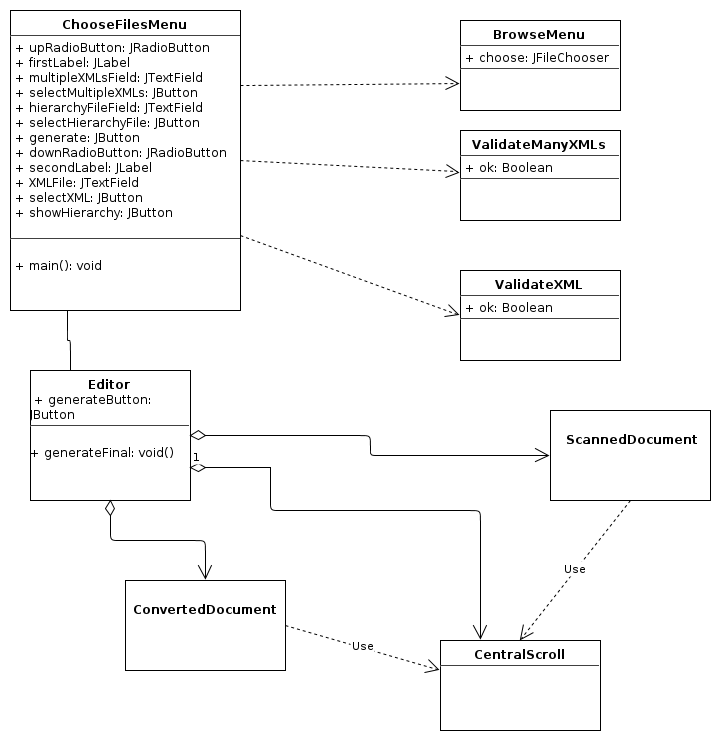 ChooseFilesMenu
+ upRadioButton: JRadioButton
+ firstLabel: JLabel
+ multipleXMLsField: JTextField
+ selectMultipleXMLs: JButton
+ hierarchyFileField: JTextField
+ selectHierarchyFile: JButton
+ generate: JButton
+ downRadioButton: JRadioButton
+ secondLabel: JLabel
+ XMLFile: JTextField
+ selectXML: JButton
+ showHierarchy: JButton
+ main(): void
BrowseMenu
+ choose: JFileChooser
ValidateManyXMLs
+ ok: Boolean
ValidateXML
+ ok: Boolean
Editor
+ generateButton:
JButton
+ generateFinal: void()
1
ScannedDocument
Use
ConvertedDocument
Use
CentralScroll